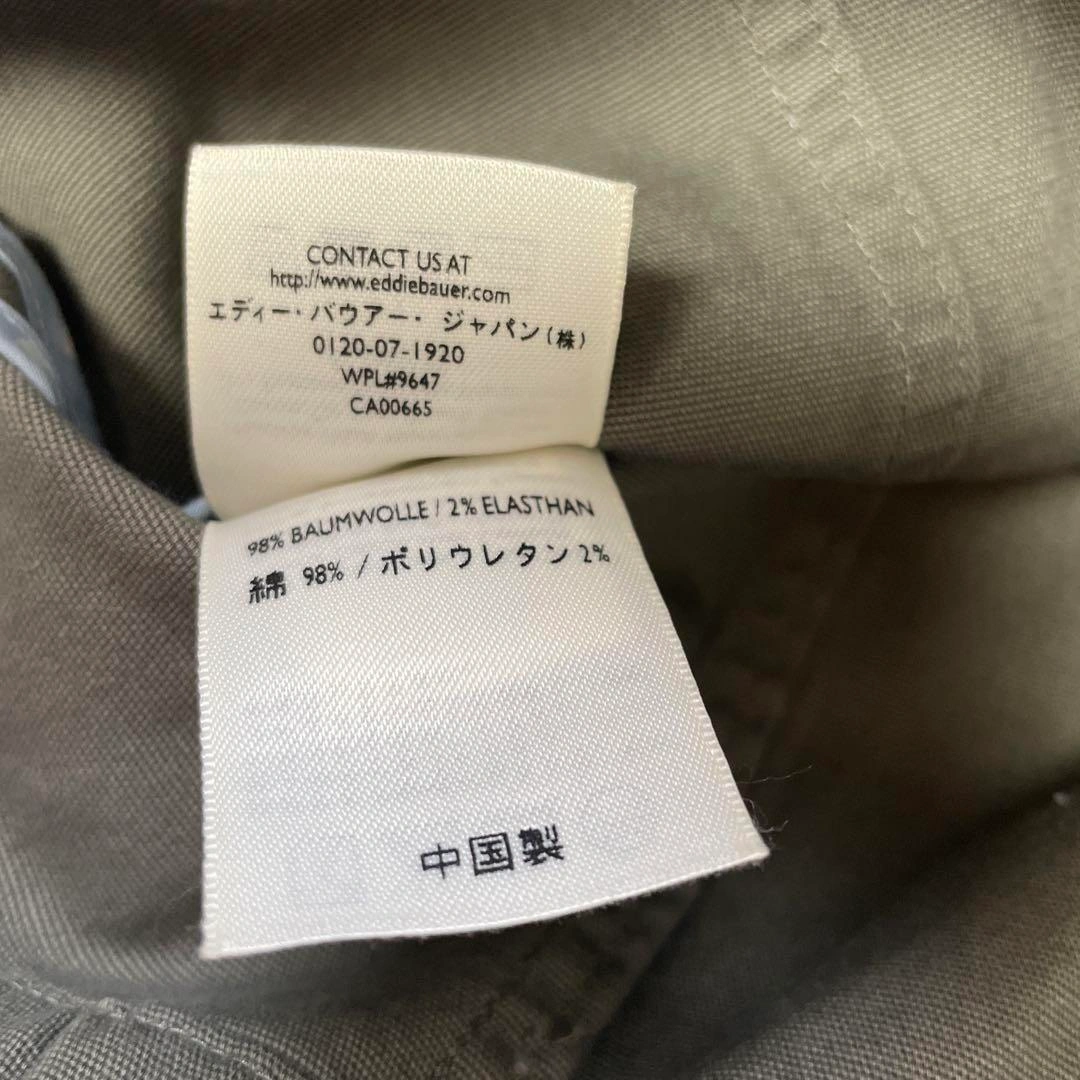 CONTACT US AT
http://www.eddiebauer.com
エディー・バウアー・ ジャパン(株)
0120-07-1920
WPL#9647
CA00665
98% BAUMWOLLE / 2% ELASTHAN
綿 98% / ポリウレタン 2%
中国製